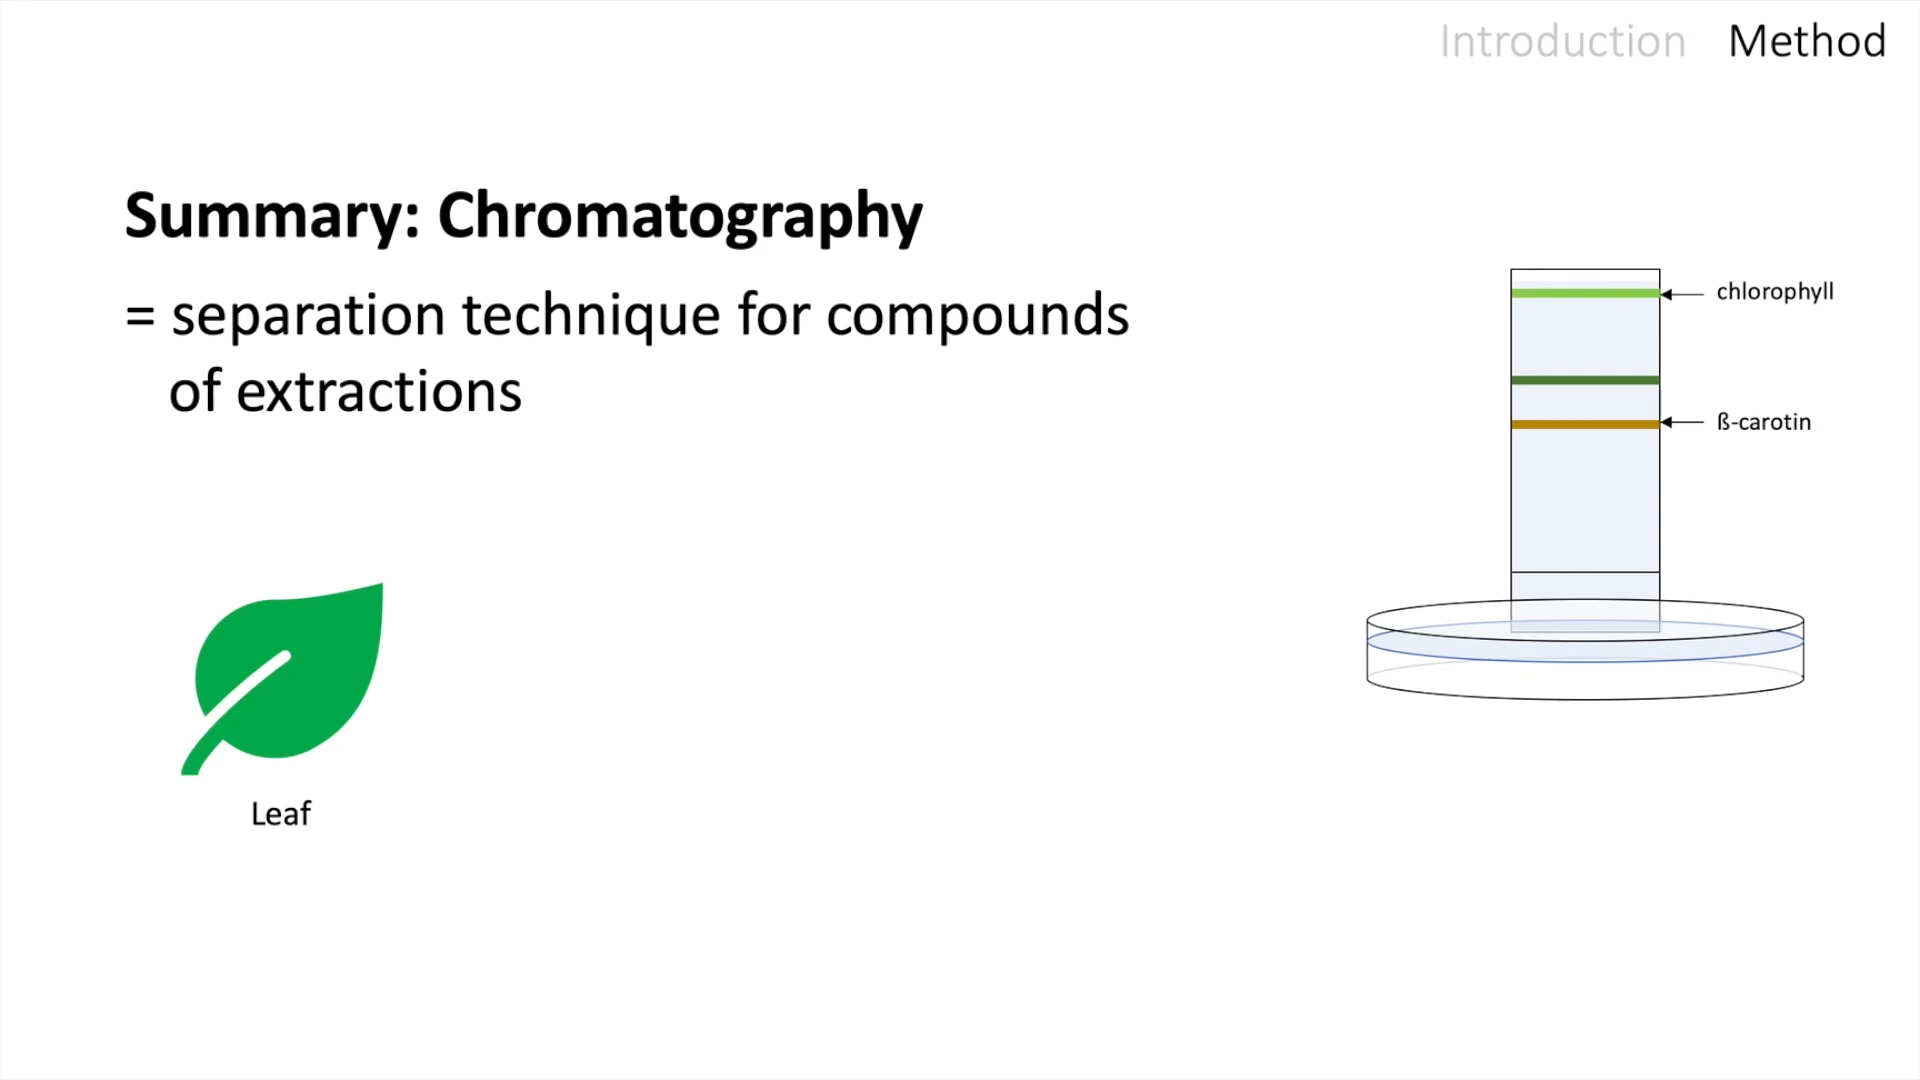 Introduction Method
Summary: Chromatography
= separation technique for compounds
of extractions
chlorophyll
ß-carotin
Leaf